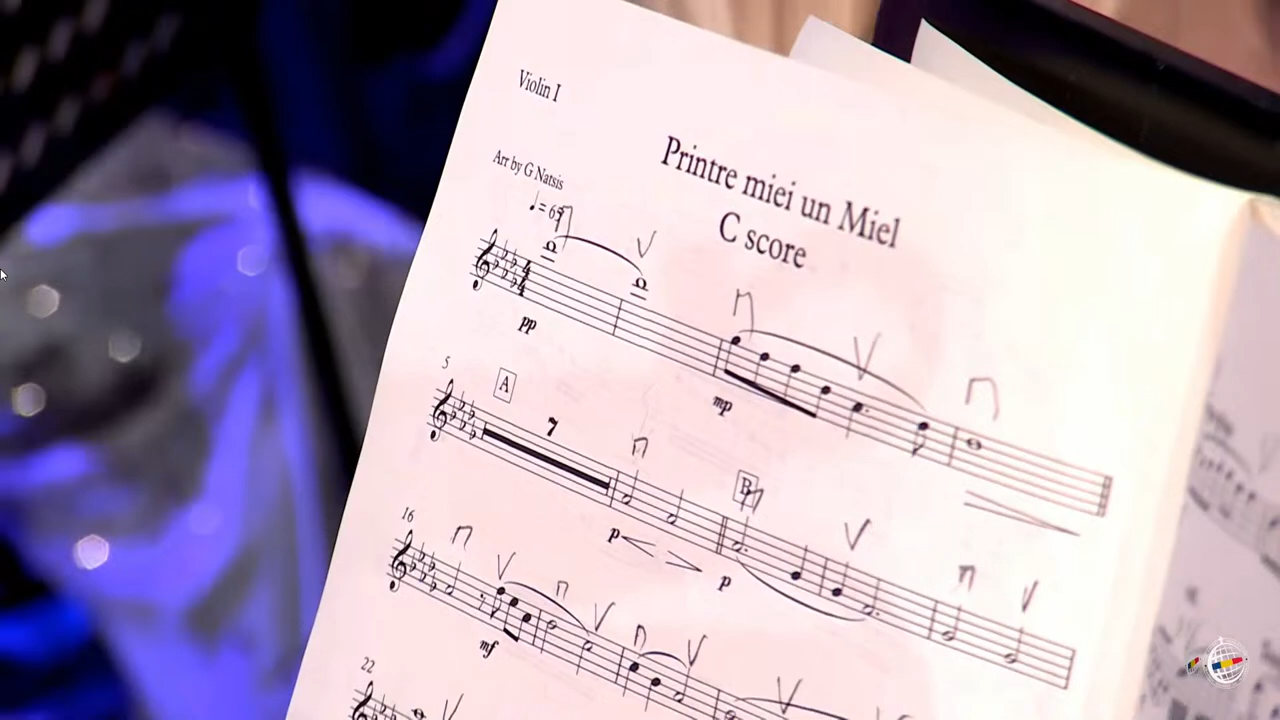 Violin I
Printre miei un Miel
C score
Arr by G Natsis
pp
mp
5
A
7
B
p
p
16
mf
22